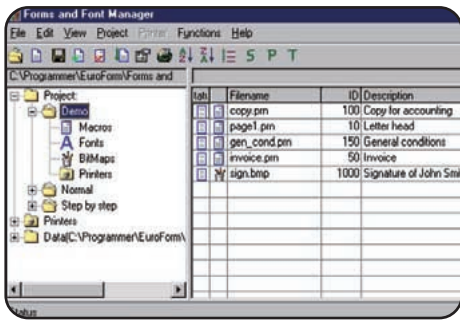 Forms and Font Manager
File Edit View Project Printer Functions Help
S P T
C:\Programmer\EuroForm\Forms and
Project
Demo
Macros
Fonts
BitMaps
Printers
Normal
Step by step
Printers
Data(C:\Programmer\EuroForm\
tah Filename ID Description
copy.prn 100 Copy for accounting
page1.prn 10 Letter head
gen_cond.prn 150 General conditions
invoice.prn 50 Invoice
sign.bmp 1000 Signature of John Smi
Status